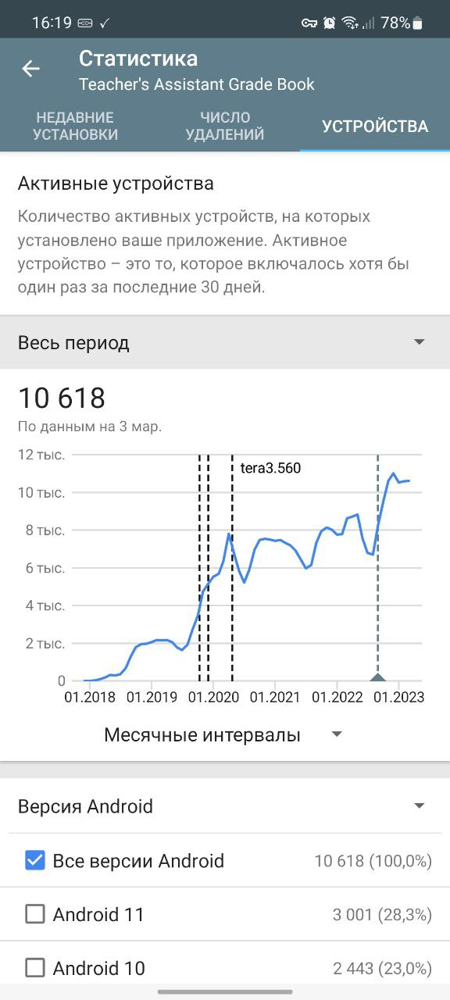 16:19
78%
Статистика
Teacher's Assistant Grade Book
НЕДАВНИЕ
УСТАНОВКИ
ЧИСЛО
УДАЛЕНИЙ
УСТРОЙСТВА
Активные устройства
Количество активных устройств, на которых
установлено ваше приложение. Активное
устройство – это то, которое включалось хотя бы
один раз за последние 30 дней.
Весь период
10 618
По данным на 3 мар.
12 тыс.
tera3.560
10 тыс.
8 тыс.
6 тыс.
4 тыс.
2 тыс.
0
01.2018 01.2019 01.2020 01.2021 01.2022 01.2023
Месячные интервалы
Версия Android
Все версии Android 10 618 (100,0%)
Android 11 3 001 (28,3%)
Android 10 2 443 (23,0%)